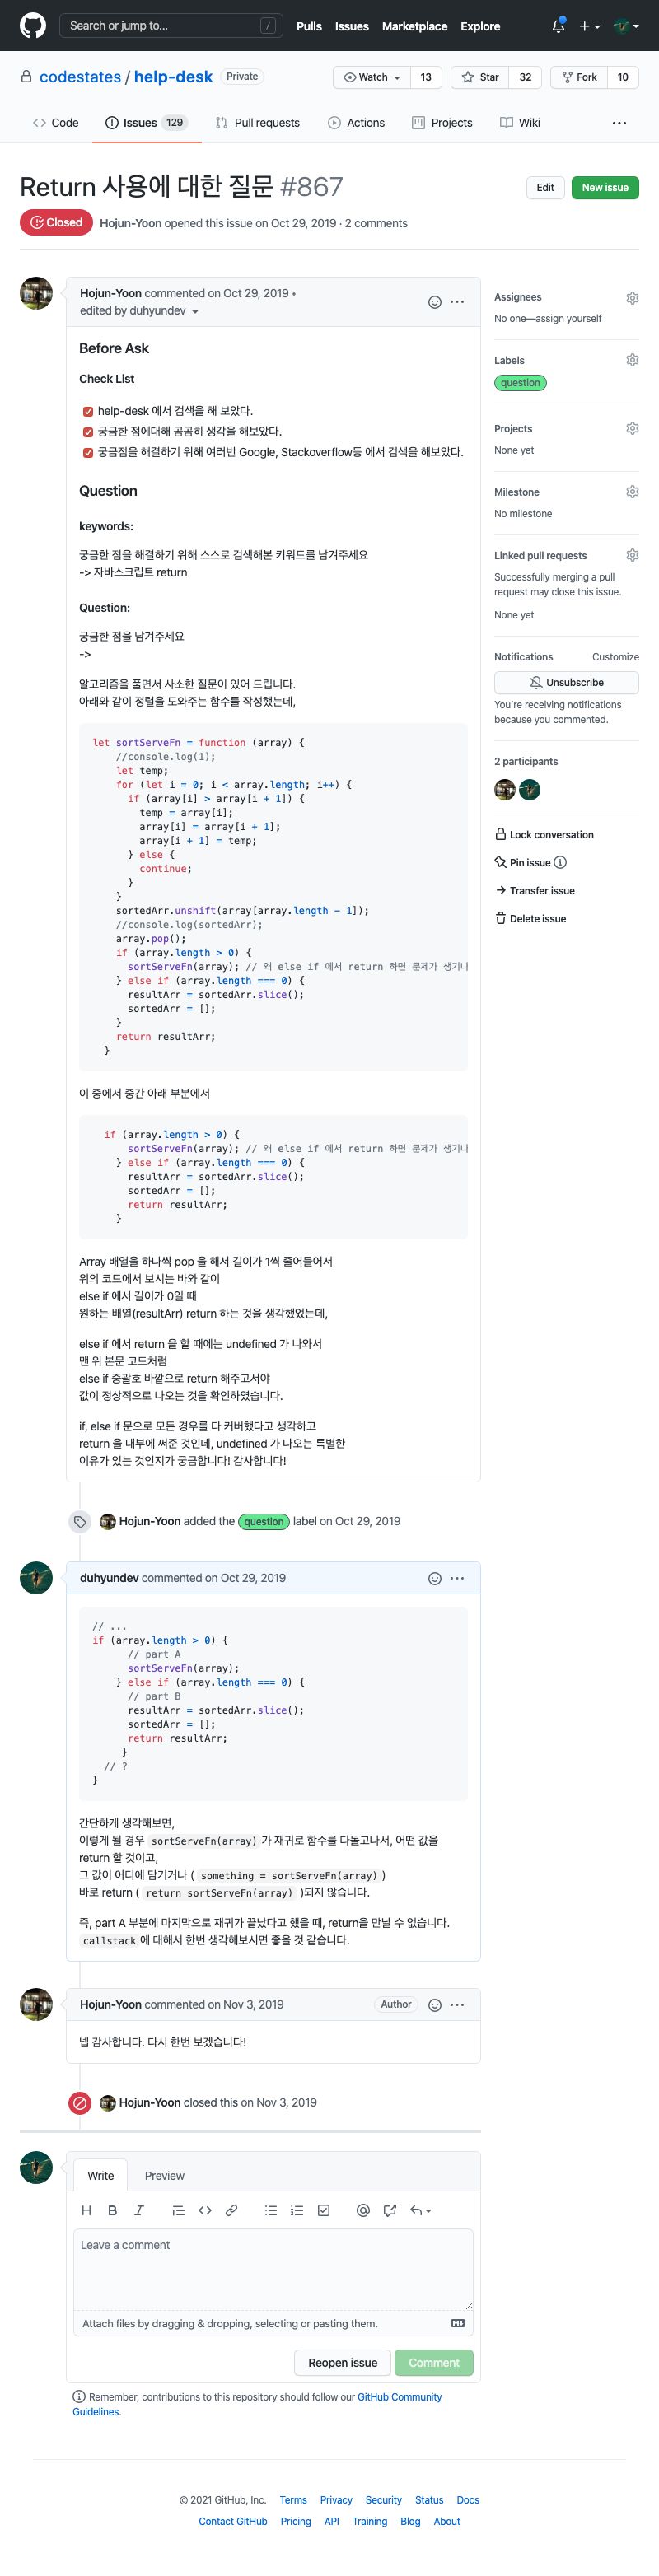 Search or jump to... /
Pulls Issues Marketplace Explore
codestates / help-desk Private
Watch 13 Star 32 Fork 10
Code Issues 129 Pull requests Actions Projects Wiki ...
Return 사용에 대한 질문 #867
Edit New issue
Closed Hojun-Yoon opened this issue on Oct 29, 2019 · 2 comments
Hojun-Yoon commented on Oct 29, 2019 •
edited by duhyundev
Before Ask
Check List
help-desk 에서 검색을 해 보았다.
궁금한 점에대해 곰곰히 생각을 해보았다.
궁금점을 해결하기 위해 여러번 Google, Stackoverflow등 에서 검색을 해보았다.
Question
keywords:
궁금한 점을 해결하기 위해 스스로 검색해본 키워드를 남겨주세요
-> 자바스크립트 return
Question:
궁금한 점을 남겨주세요
->
알고리즘을 풀면서 사소한 질문이 있어 드립니다.
아래와 같이 정렬을 도와주는 함수를 작성했는데,
let sortServeFn = function (array) {
//console.log(1);
let temp;
for (let i = 0; i < array.length; i++) {
if (array[i] > array[i + 1]) {
temp = array[i];
array[i] = array[i + 1];
array[i + 1] = temp;
} else {
continue;
}
}
sortedArr.unshift(array[array.length - 1]);
//console.log(sortedArr);
array.pop();
if (array.length > 0) {
sortServeFn(array); // 왜 else if 에서 return 하면 문제가 생기나
} else if (array.length === 0) {
resultArr = sortedArr.slice();
sortedArr = [];
}
return resultArr;
}
이 중에서 중간 아래 부분에서
if (array.length > 0) {
sortServeFn(array); // 왜 else if 에서 return 하면 문제가 생기나
} else if (array.length === 0) {
resultArr = sortedArr.slice();
sortedArr = [];
return resultArr;
}
Array 배열을 하나씩 pop 을 해서 길이가 1씩 줄어들어서
위의 코드에서 보시는 바와 같이
else if 에서 길이가 0일 때
원하는 배열(resultArr) return 하는 것을 생각했었는데,
else if 에서 return 을 할 때에는 undefined 가 나와서
맨 위 본문 코드처럼
else if 중괄호 바깥으로 return 해주고서야
값이 정상적으로 나오는 것을 확인하였습니다.
if, else if 문으로 모든 경우를 다 커버했다고 생각하고
return 을 내부에 써준 것인데, undefined 가 나오는 특별한
이유가 있는 것인지가 궁금합니다! 감사합니다!
Hojun-Yoon added the question label on Oct 29, 2019
duhyundev commented on Oct 29, 2019
// ...
if (array.length > 0) {
// part A
sortServeFn(array);
} else if (array.length === 0) {
// part B
resultArr = sortedArr.slice();
sortedArr = [];
return resultArr;
}
// ?
}
간단하게 생각해보면,
이렇게 될 경우 sortServeFn(array) 가 재귀로 함수를 다돌고나서, 어떤 값을
return 할 것이고,
그 값이 어디에 담기거나 ( something = sortServeFn(array) )
바로 return ( return sortServeFn(array) )되지 않습니다.
즉, part A 부분에 마지막으로 재귀가 끝났다고 했을 때, return을 만날 수 없습니다.
callstack 에 대해서 한번 생각해보시면 좋을 것 같습니다.
Hojun-Yoon commented on Nov 3, 2019 Author
넵 감사합니다. 다시 한번 보겠습니다!
Hojun-Yoon closed this on Nov 3, 2019
Write Preview
Leave a comment
Attach files by dragging & dropping, selecting or pasting them.
Reopen issue Comment
Remember, contributions to this repository should follow our GitHub Community
Guidelines.
Assignees
No one—assign yourself
Labels
question
Projects
None yet
Milestone
No milestone
Linked pull requests
Successfully merging a pull
request may close this issue.
None yet
Notifications Customize
Unsubscribe
You're receiving notifications
because you commented.
2 participants
Lock conversation
Pin issue
Transfer issue
Delete issue
© 2021 GitHub, Inc. Terms Privacy Security Status Docs
Contact GitHub Pricing API Training Blog About